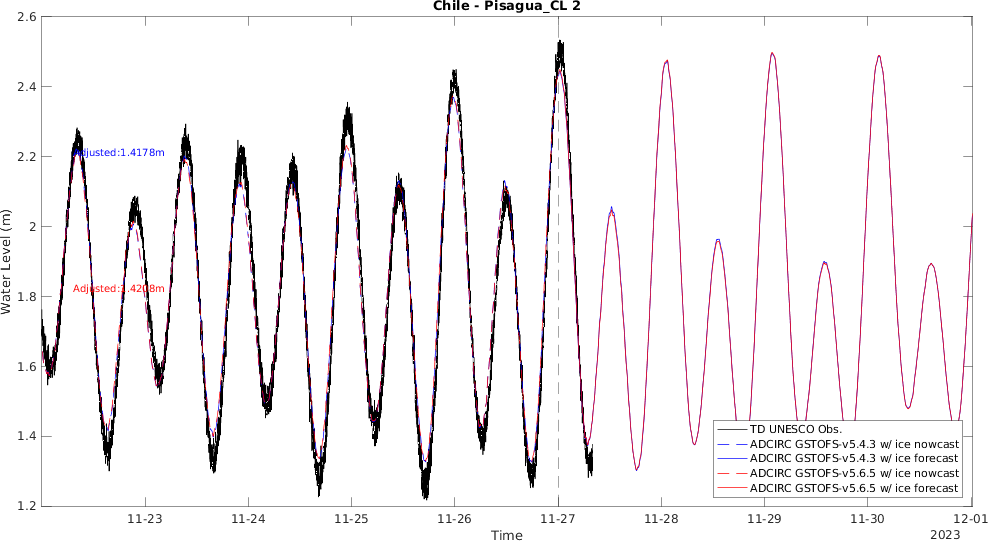 Chile - Pisagua_CL 2
2.6
2.4
2.2
2
1.8
1.6
1.4
1.2
Water Level (m)
Adjusted:1.4178m
Adjusted:1.4208m
TD UNESCO Obs.
ADCIRC GSTOFS-v5.4.3 w/ ice nowcast
ADCIRC GSTOFS-v5.4.3 w/ ice forecast
ADCIRC GSTOFS-v5.6.5 w/ ice nowcast
ADCIRC GSTOFS-v5.6.5 w/ ice forecast
11-23 11-24 11-25 11-26 11-27 11-28 11-29 11-30 12-01
2023
Time